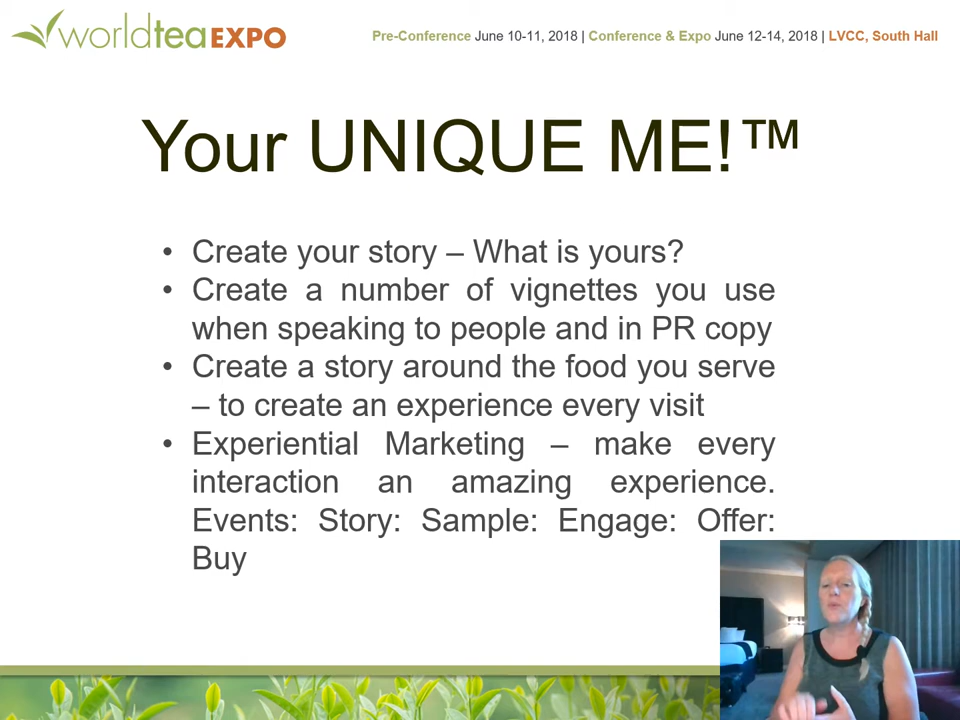 worldteaEXPO
Pre-Conference June 10-11, 2018 | Conference & Expo June 12-14, 2018 | LVCC, South Hall
Your UNIQUE ME!™
• Create your story – What is yours?
• Create a number of vignettes you use
when speaking to people and in PR copy
• Create a story around the food you serve
– to create an experience every visit
• Experiential Marketing – make every
interaction an amazing experience.
Events: Story: Sample: Engage: Offer:
Buy